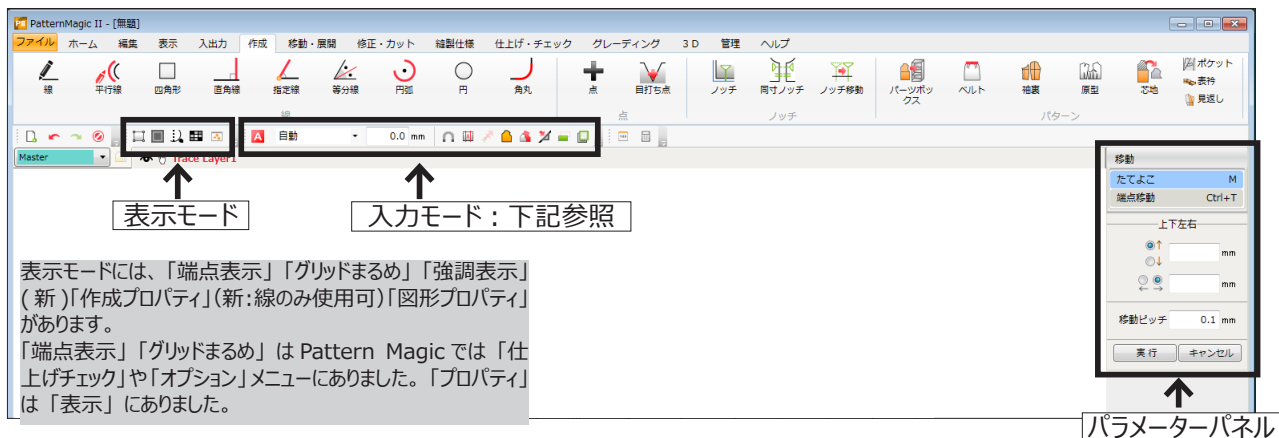 PatternMagic II - [無題]
ファイル ホーム 編集 表示 入出力 作成 移動・展開 修正・カット 縫製仕様 仕上げ・チェック グレーディング 3D 管理 ヘルプ
線 平行線 四角形 直角線 指定線 等分線 円弧 円 角丸 点 目打ち点 ノッチ 同寸ノッチ ノッチ移動 パーツボックス ベルト 袖裏 原型 芯地 ポケット
表衿
見返し
線 点 ノッチ パターン
A 自動 0.0 mm
Master Trace Layer1
表示モード
入力モード:下記参照
表示モードには、「端点表示」「グリッドまるめ」「強調表示」
(新)「作成プロパティ」(新:線のみ使用可)「図形プロパティ」
があります。
「端点表示」「グリッドまるめ」は Pattern Magic では「仕
上げチェック」や「オプション」メニューにありました。「プロパティ」
は「表示」にありました。
移動
たてよこ M
端点移動 Ctrl+T
上下左右
↑ mm
↓
← → mm
移動ピッチ 0.1 mm
実行 キャンセル
パラメーターパネル